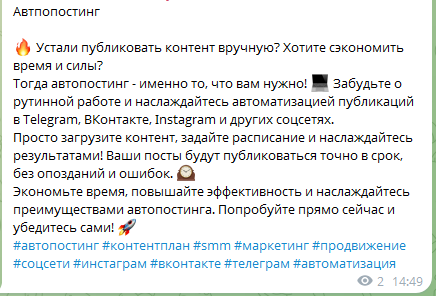 Автпопостинг
🔥 Устали публиковать контент вручную? Хотите сэкономить
время и силы?
Тогда автопостинг - именно то, что вам нужно! 💻 Забудьте о
рутинной работе и наслаждайтесь автоматизацией публикаций
в Telegram, ВКонтакте, Instagram и других соцсетях.
Просто загрузите контент, задайте расписание и наслаждайтесь
результатами! Ваши посты будут публиковаться точно в срок,
без опозданий и ошибок. 🕰
Экономьте время, повышайте эффективность и наслаждайтесь
преимуществами автопостинга. Попробуйте прямо сейчас и
убедитесь сами! 🚀
#автопостинг #контентплан #smm #маркетинг #продвижение
#соцсети #инстаграм #вконтакте #телеграм #автоматизация
2 14:49